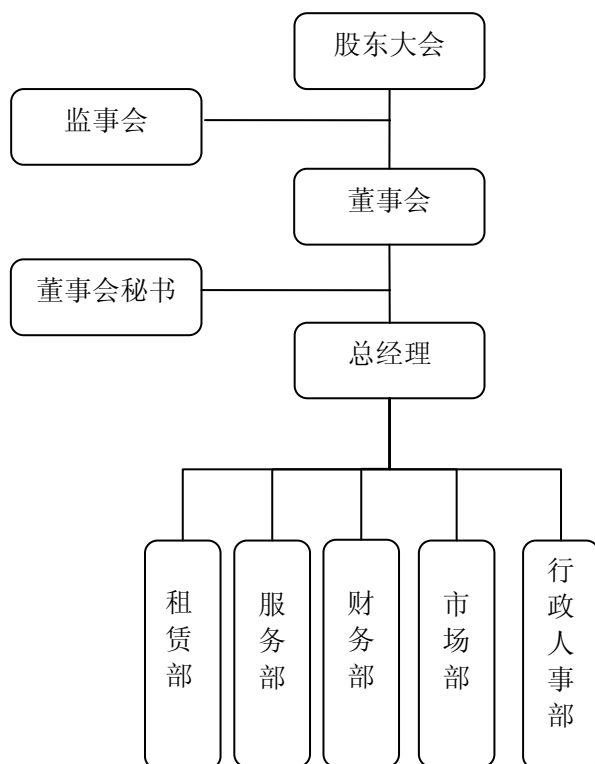 股东大会
监事会
董事会
董事会秘书
总经理
租赁部
服务部
财务部
市场部
行政人事部